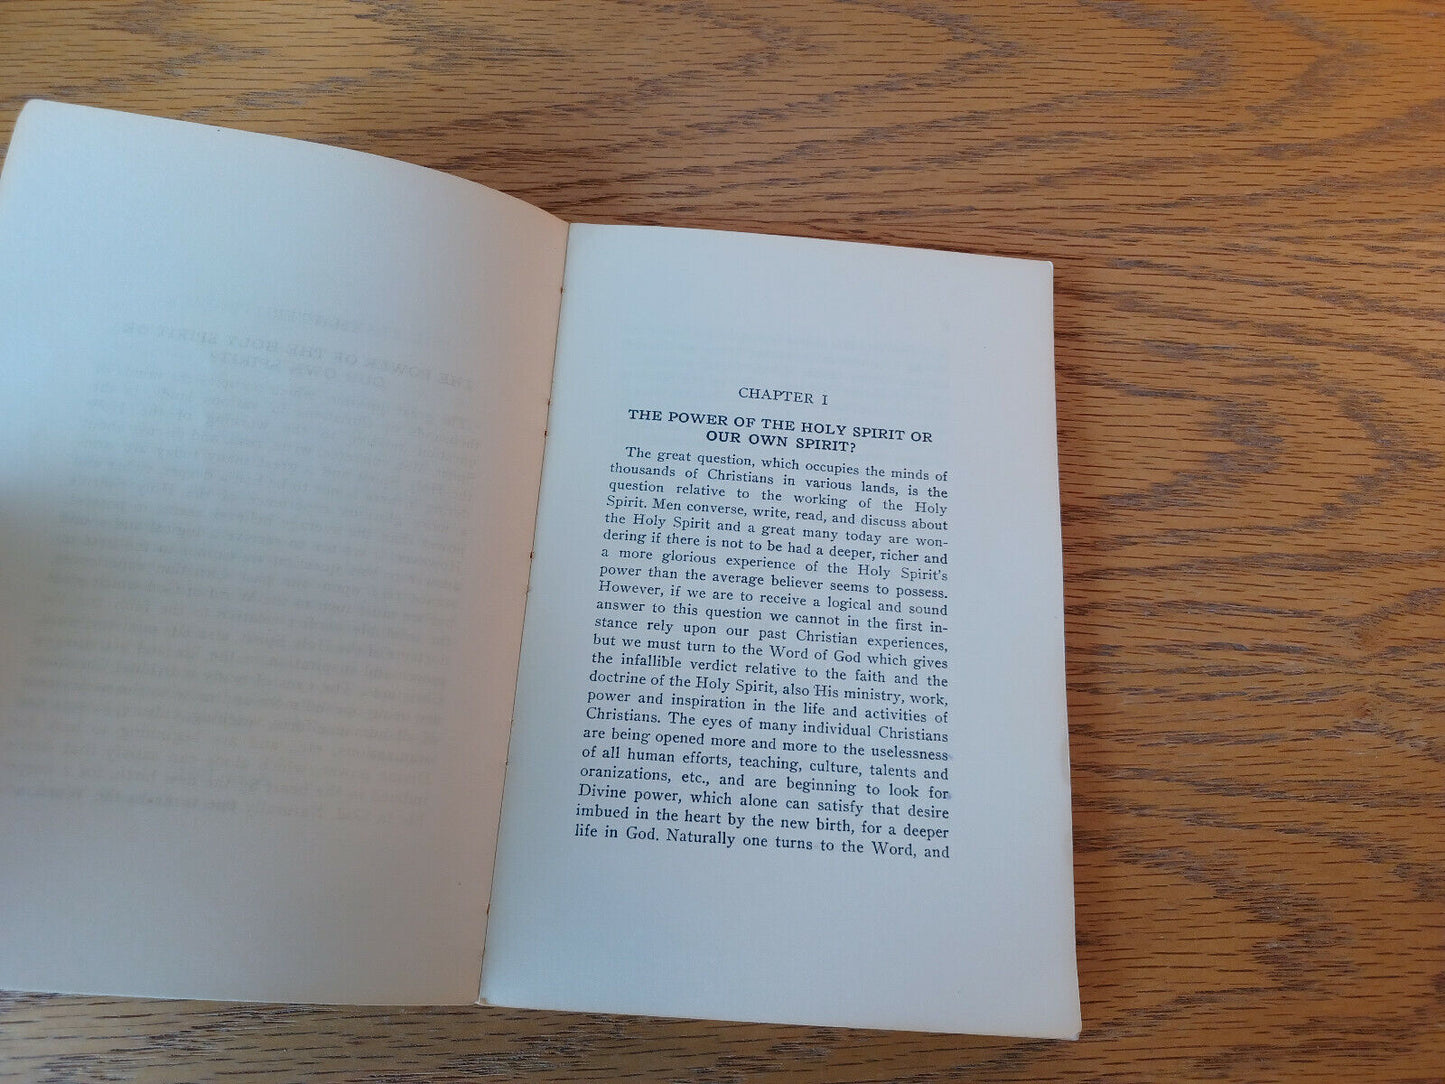 CHAPTER I
THE POWER OF THE HOLY SPIRIT OR
OUR OWN SPIRIT?
The great question, which occupies the minds of
thousands of Christians in various lands, is the
question relative to the working of the Holy
Spirit. Men converse, write, read, and discuss about
the Holy Spirit and a great many today are won-
dering if there is not to be had a deeper, richer and
a more glorious experience of the Holy Spirit's
power than the average believer seems to possess.
However, if we are to receive a logical and sound
answer to this question we cannot in the first in-
stance rely upon our past Christian experiences,
but we must turn to the Word of God which gives
the infallible verdict relative to the faith and the
doctrine of the Holy Spirit, also His ministry, work,
power and inspiration in the life and activities of
Christians. The eyes of many individual Christians
are being opened more and more to the uselessness
of all human efforts, teaching, culture, talents and
oranizations, etc., and are beginning to look for
Divine power, which alone can satisfy that desire
imbued in the heart by the new birth, for a deeper
life in God. Naturally one turns to the Word, and